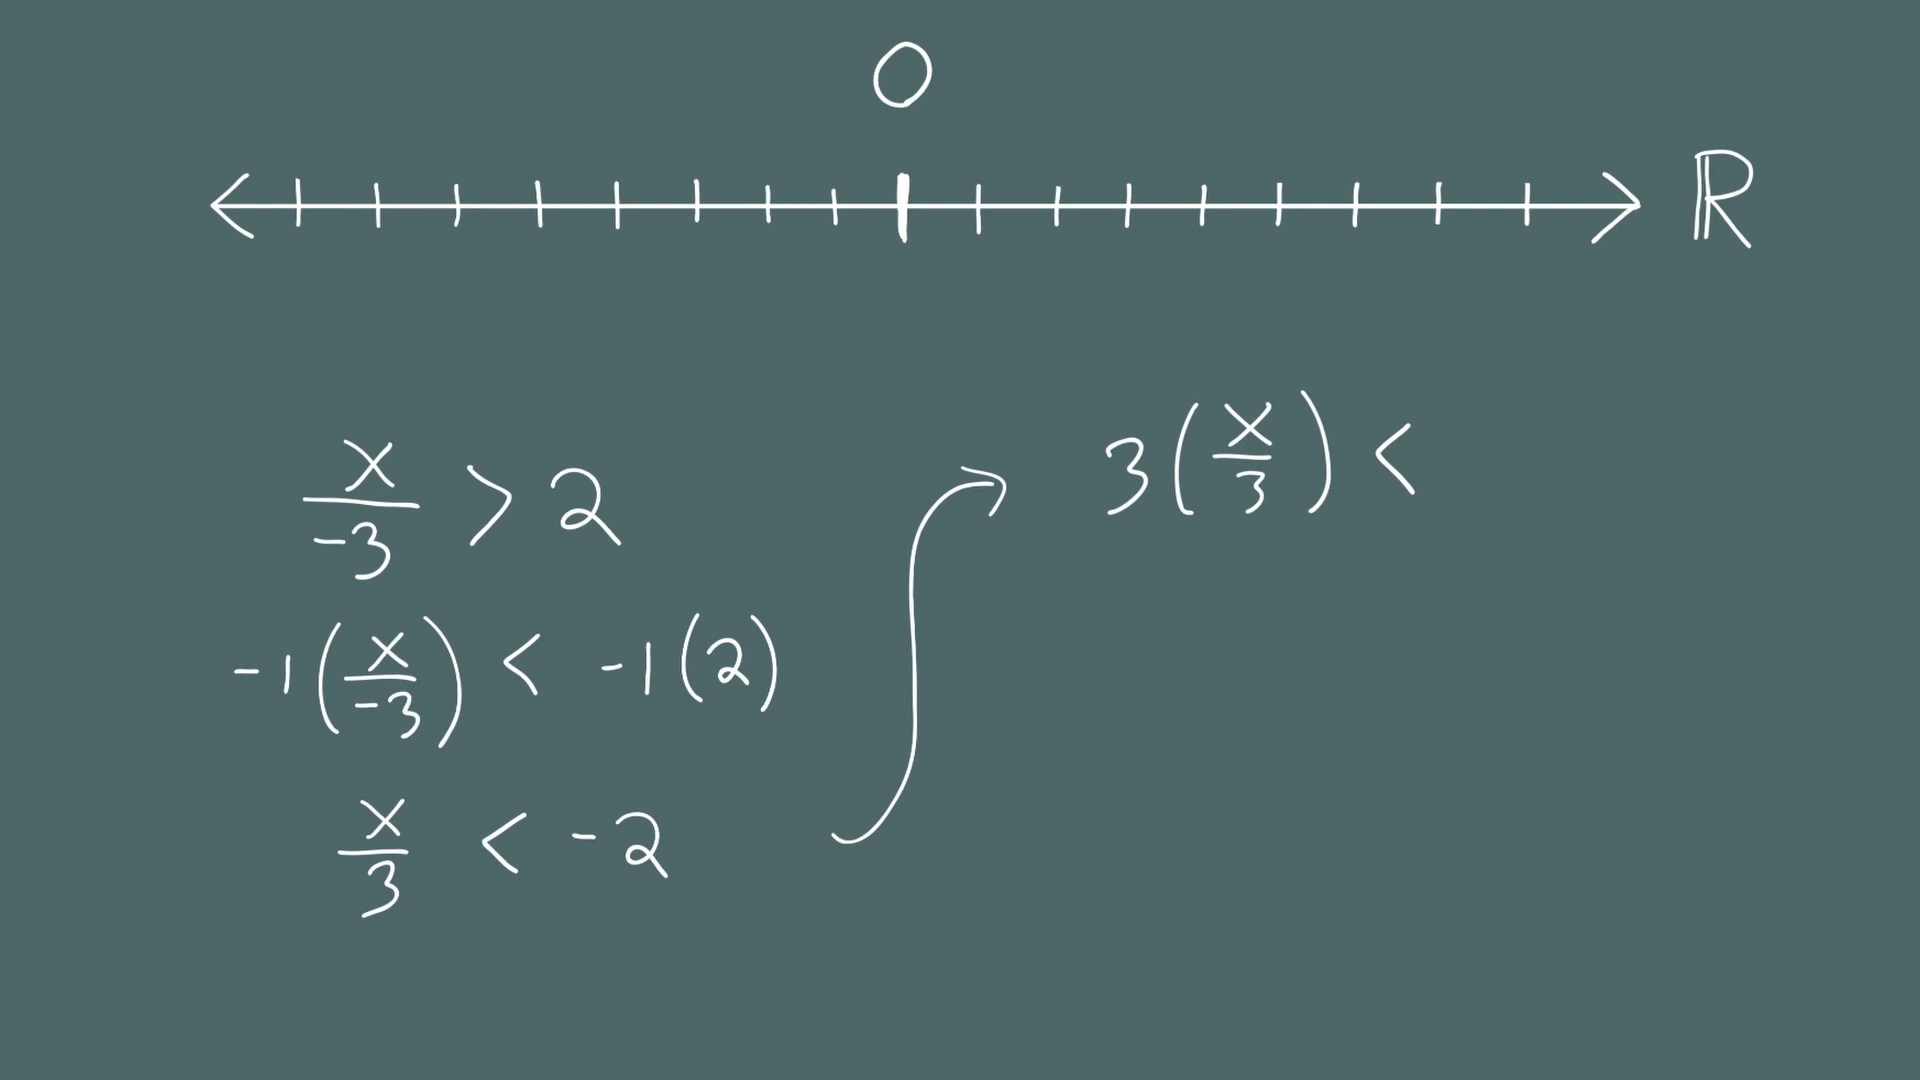 0
ℝ
x/-3 > 2
-1(x/-3) < -1(2)
x/3 < -2
3(x/3) <